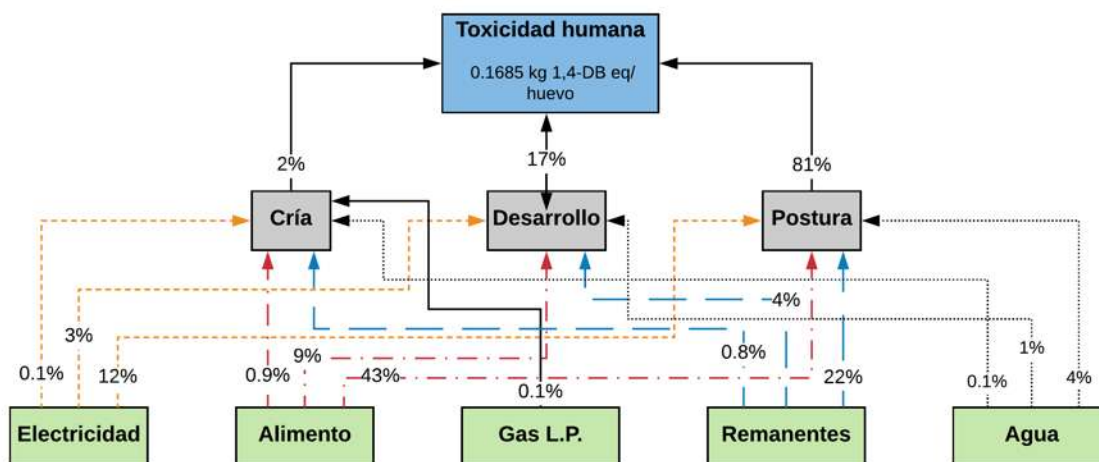 Toxicidad humana
0.1685 kg 1,4-DB eq/
huevo
2%
17%
81%
Cría
Desarrollo
Postura
4%
3%
9%
0.8%
1%
0.1%
12%
0.9%
43%
0.1%
22%
0.1%
4%
Electricidad
Alimento
Gas L.P.
Remanentes
Agua